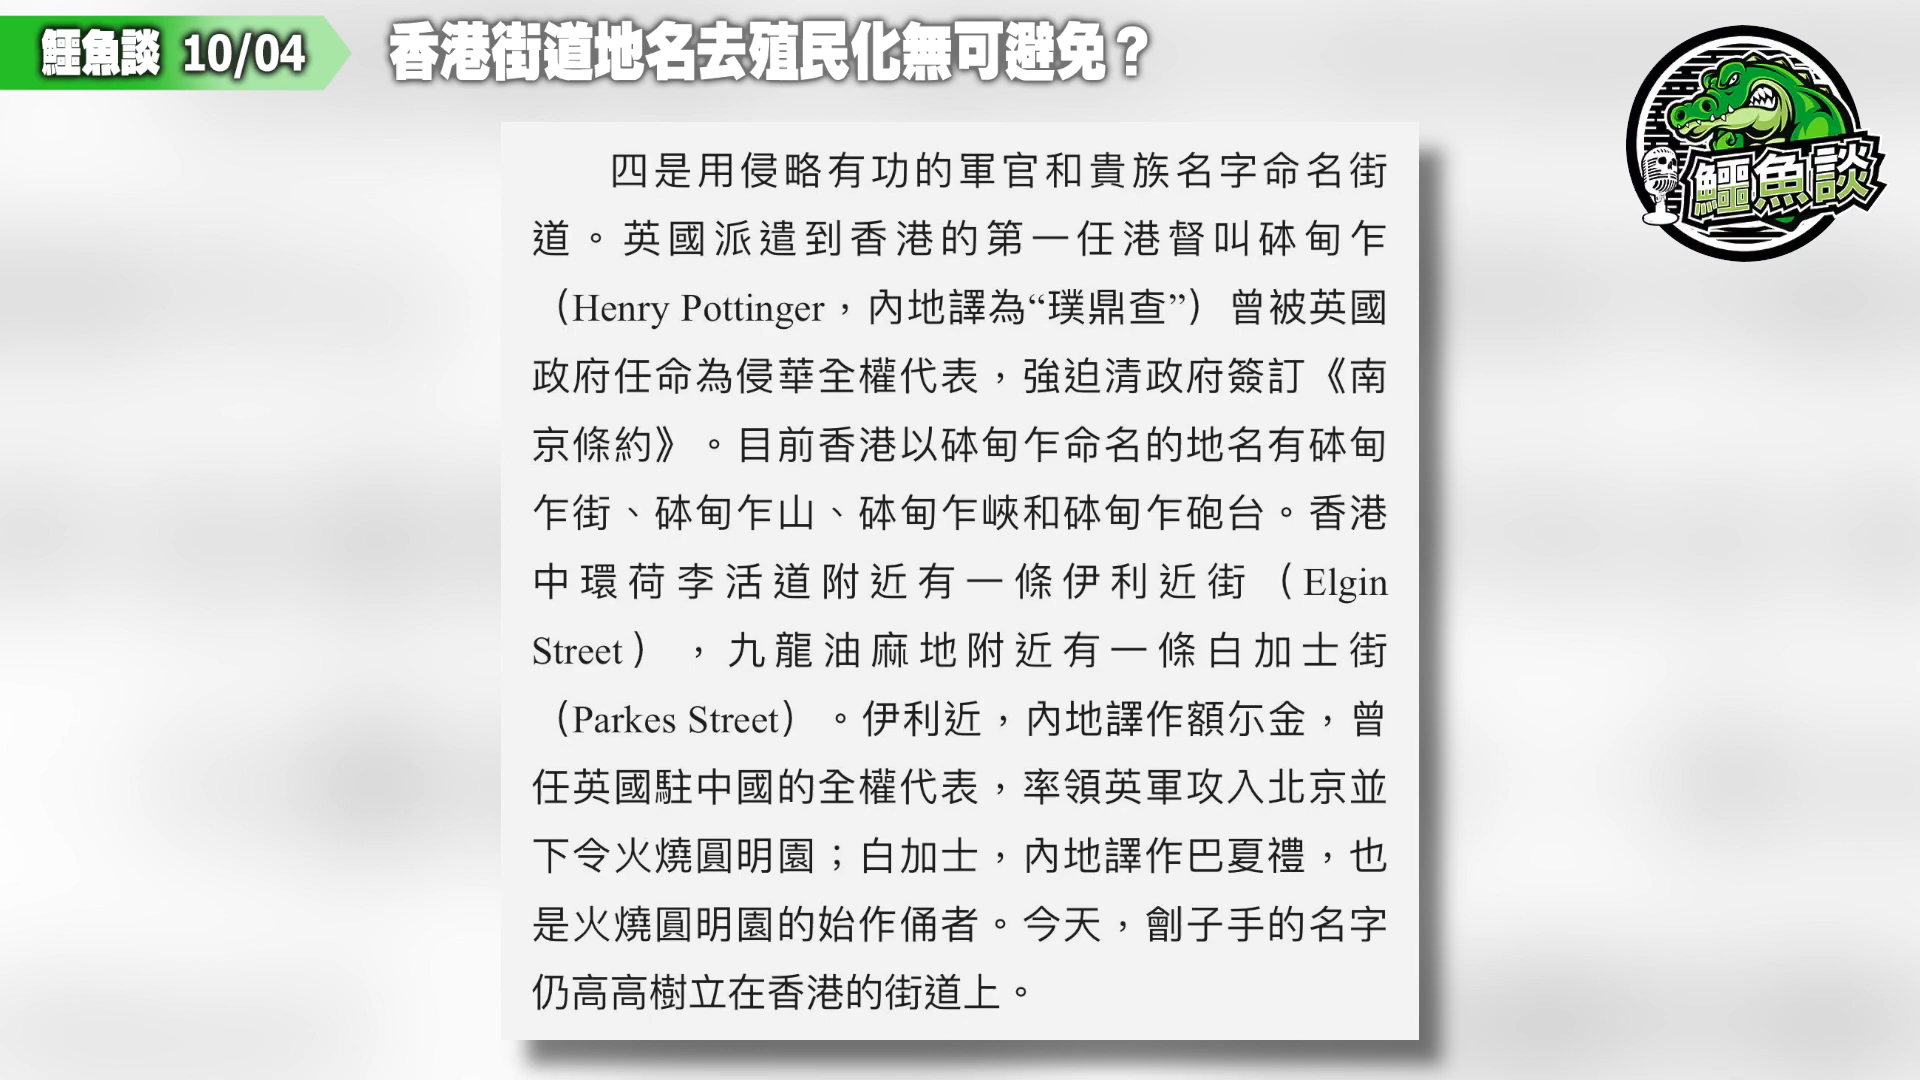 鱷魚談 10/04
香港街道地名去殖民化無可避免？
鱷魚談
四是用侵略有功的軍官和貴族名字命名街
道。英國派遣到香港的第一任港督叫砵甸乍
（Henry Pottinger，內地譯為“璞鼎查”）曾被英國
政府任命為侵華全權代表，強迫清政府簽訂《南
京條約》。目前香港以砵甸乍命名的地名有砵甸
乍街、砵甸乍山、砵甸乍峽和砵甸乍砲台。香港
中環荷李活道附近有一條伊利近街（Elgin
Street），九龍油麻地附近有一條白加士街
（Parkes Street）。伊利近，內地譯作額尓金，曾
任英國駐中國的全權代表，率領英軍攻入北京並
下令火燒圓明園；白加士，內地譯作巴夏禮，也
是火燒圓明園的始作俑者。今天，劊子手的名字
仍高高樹立在香港的街道上。